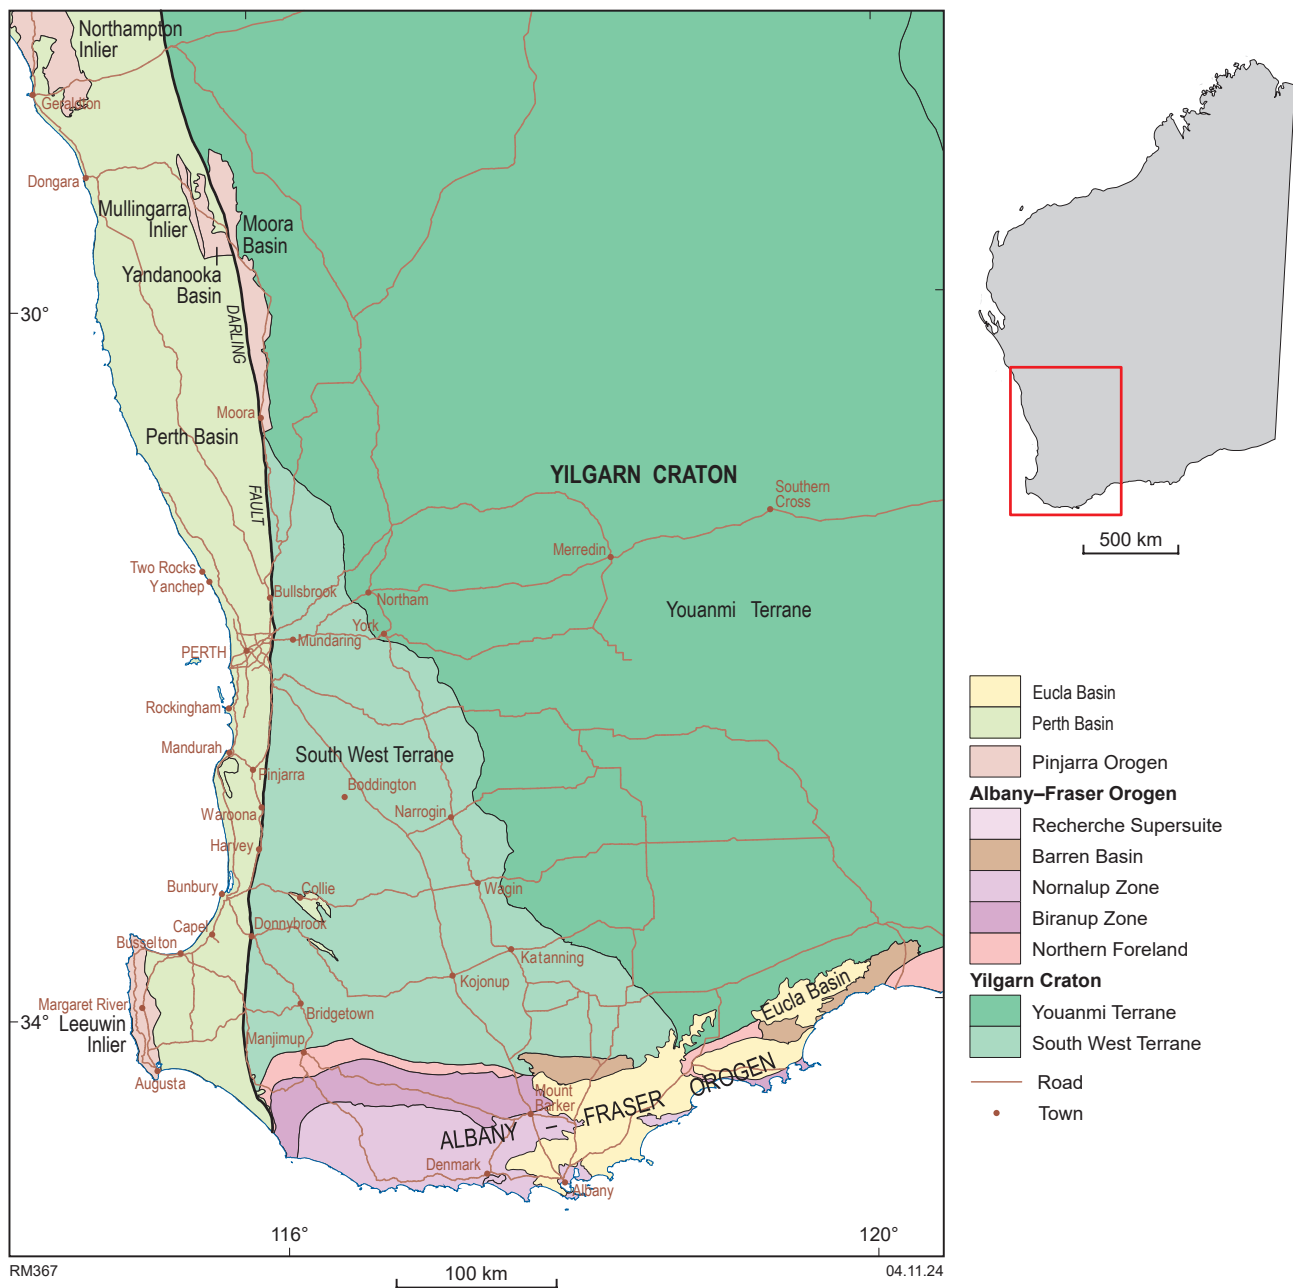 Northampton
Inlier
Geraldton
Dongara
Mullingarra
Inlier
Moora
Basin
Yandanooka
Basin
30°
DARLING
Moora
Perth Basin
FAULT
YILGARN CRATON
Southern
Cross
Merredin
Two Rocks
Yanchep
Bullsbrook
Northam
Youanmi Terrane
York
Mundaring
PERTH
Rockingham
Mandurah
South West Terrane
Pinjarra
Boddington
Waroona
Narrogin
Harvey
Bunbury
Collie
Wagin
Capel
Donnybrook
Busselton
Katanning
Kojonup
Eucla Basin
Margaret River
Bridgetown
34°
Leeuwin
Inlier
Manjimup
Augusta
Mount
Barker
ALBANY – FRASER OROGEN
Denmark
Albany
116°
120°
RM367
100 km
04.11.24
500 km
Eucla Basin
Perth Basin
Pinjarra Orogen
Albany–Fraser Orogen
Recherche Supersuite
Barren Basin
Nornalup Zone
Biranup Zone
Northern Foreland
Yilgarn Craton
Youanmi Terrane
South West Terrane
Road
Town